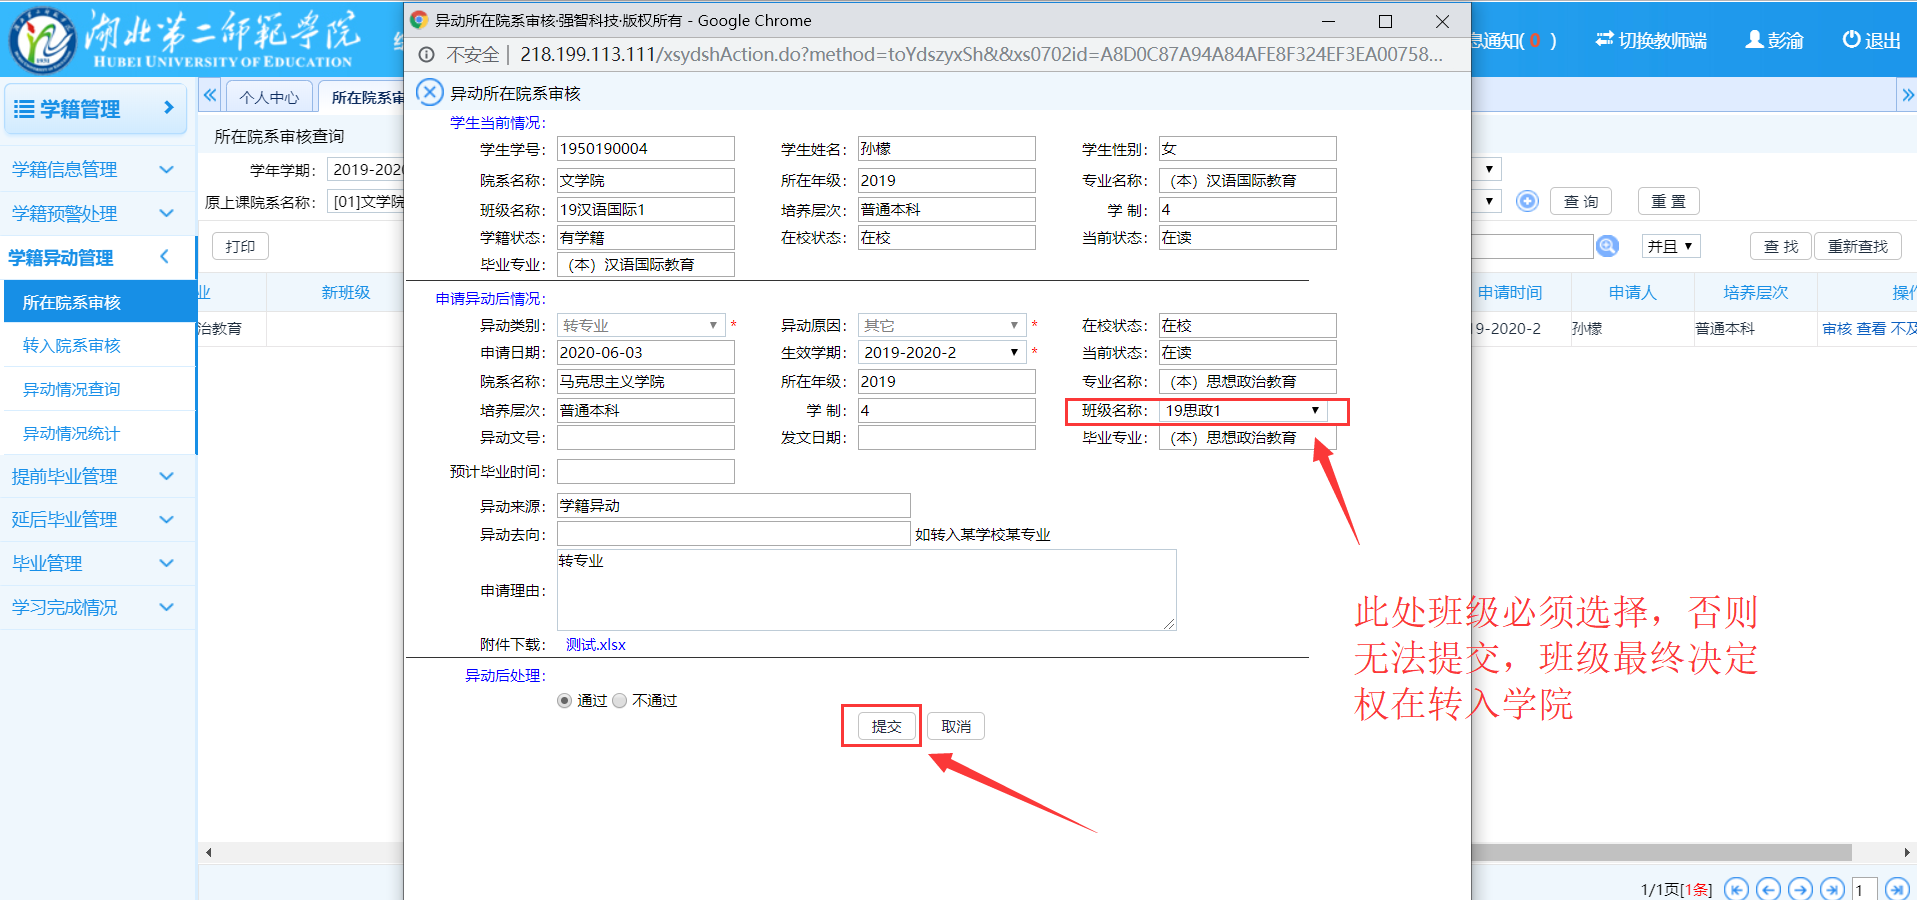 湖北第二师範学院
HUBEI UNIVERSITY OF EDUCATION
息通知( 0 )
切换教师端
彭渝
退出
学籍管理
学籍信息管理
学籍预警处理
学籍异动管理
所在院系审核
转入院系审核
异动情况查询
异动情况统计
提前毕业管理
延后毕业管理
毕业管理
学习完成情况
个人中心
所在院系审
所在院系审核查询
学年学期：
2019-202
原上课院系名称：
[01]文学院
打印
业
新班级
治教育
异动所在院系审核·强智科技·版权所有 - Google Chrome
不安全 | 218.199.113.111/xsydshAction.do?method=toYdszyxSh&&xs0702id=A8D0C87A94A84AFE8F324EF3EA00758...
异动所在院系审核
学生当前情况：
学生学号： 1950190004 学生姓名： 孙檬 学生性别： 女
院系名称： 文学院 所在年级： 2019 专业名称： （本）汉语国际教育
班级名称： 19汉语国际1 培养层次： 普通本科 学 制： 4
学籍状态： 有学籍 在校状态： 在校 当前状态： 在读
毕业专业： （本）汉语国际教育
申请异动后情况：
异动类别： 转专业 * 异动原因： 其它 * 在校状态： 在校
申请日期： 2020-06-03 生效学期： 2019-2020-2 * 当前状态： 在读
院系名称： 马克思主义学院 所在年级： 2019 专业名称： （本）思想政治教育
培养层次： 普通本科 学 制： 4 班级名称： 19思政1
异动文号： 发文日期： 毕业专业： （本）思想政治教育
预计毕业时间：
异动来源： 学籍异动
异动去向： 如转入某学校某专业
申请理由： 转专业
附件下载： 测试.xlsx
异动后处理：
通过 不通过
提交 取消
查 询 重 置
并且 查 找 重新查找
申请时间 申请人 培养层次 操作
19-2020-2 孙檬 普通本科 审核 查看 不及
此处班级必须选择，否则
无法提交，班级最终决定
权在转入学院
1/1页[1条] 1